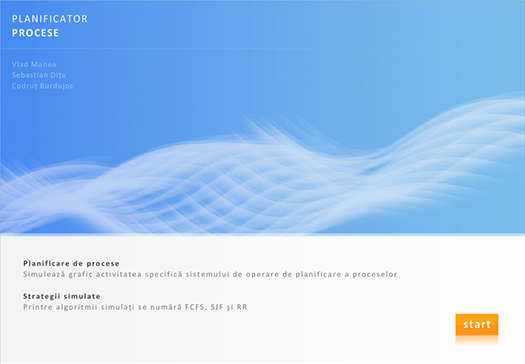 PLANIFICATOR
PROCESE
Vlad Manea
Sebastian Dițu
Codruț Burdujoc
Planificare de procese
Simulează grafic activitatea specifică sistemului de operare de planificare a proceselor
Strategii simulate
Printre algoritmii simulați se numără FCFS, SJF și RR
start